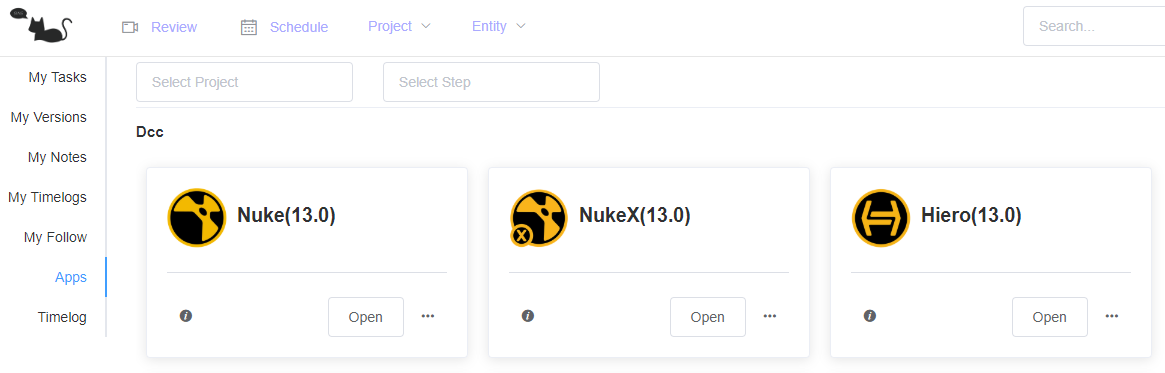 Review
Schedule
Project
Entity
Search...
My Tasks
My Versions
My Notes
My Timelogs
My Follow
Apps
Timelog
Select Project
Select Step
Dcc
Nuke(13.0)
Open
NukeX(13.0)
Open
Hiero(13.0)
Open